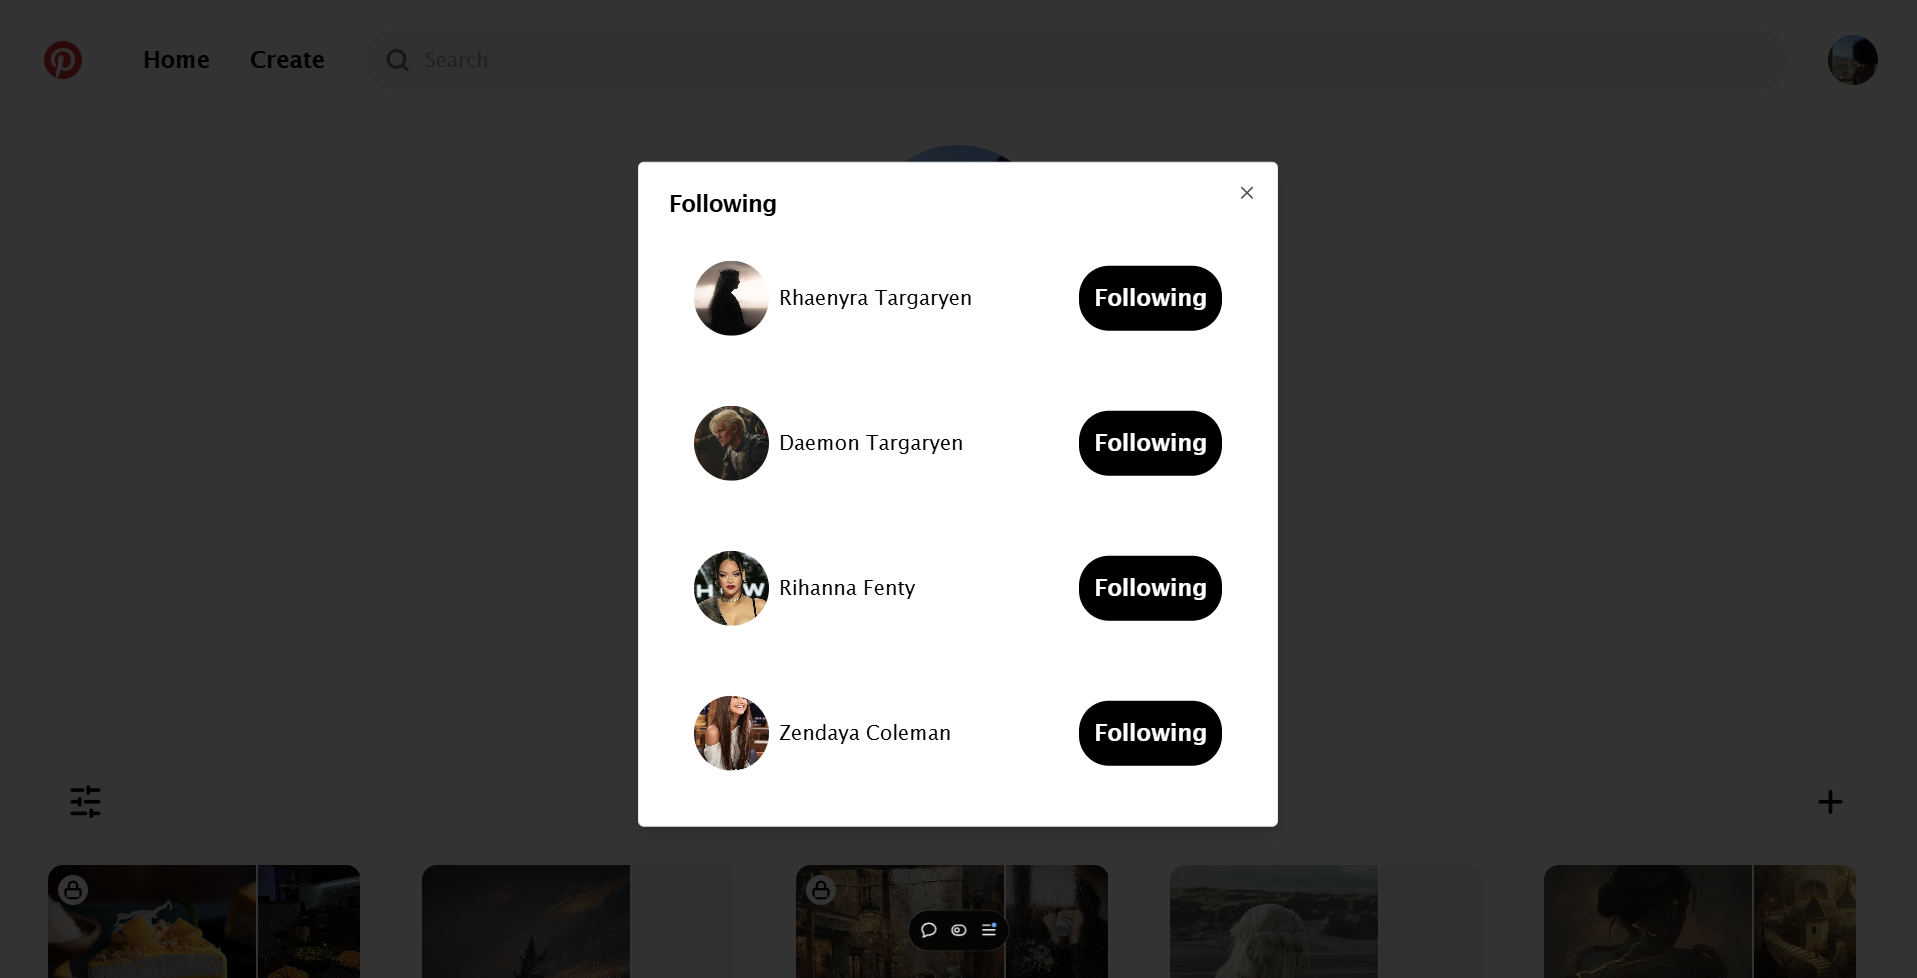 Home
Create
Search
Following
Rhaenyra Targaryen
Following
Daemon Targaryen
Following
Rihanna Fenty
Following
Zendaya Coleman
Following